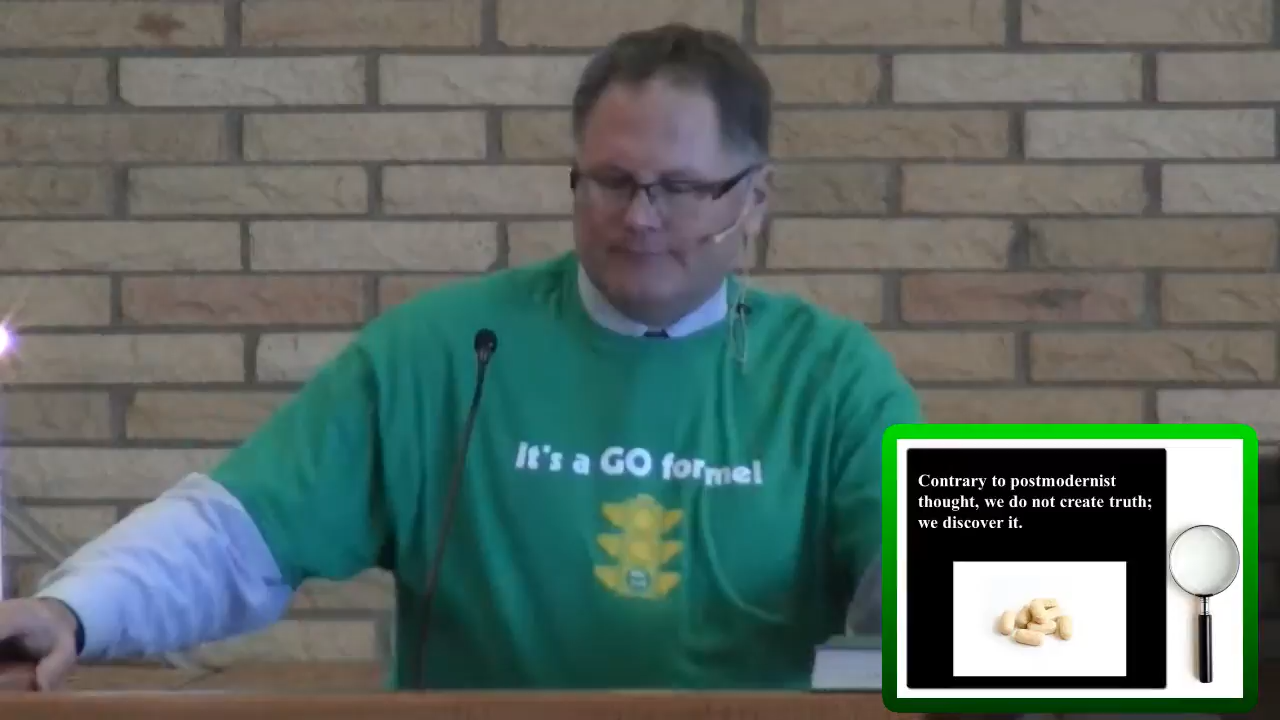 It's a GO for me!
Contrary to postmodernist
thought, we do not create truth;
we discover it.